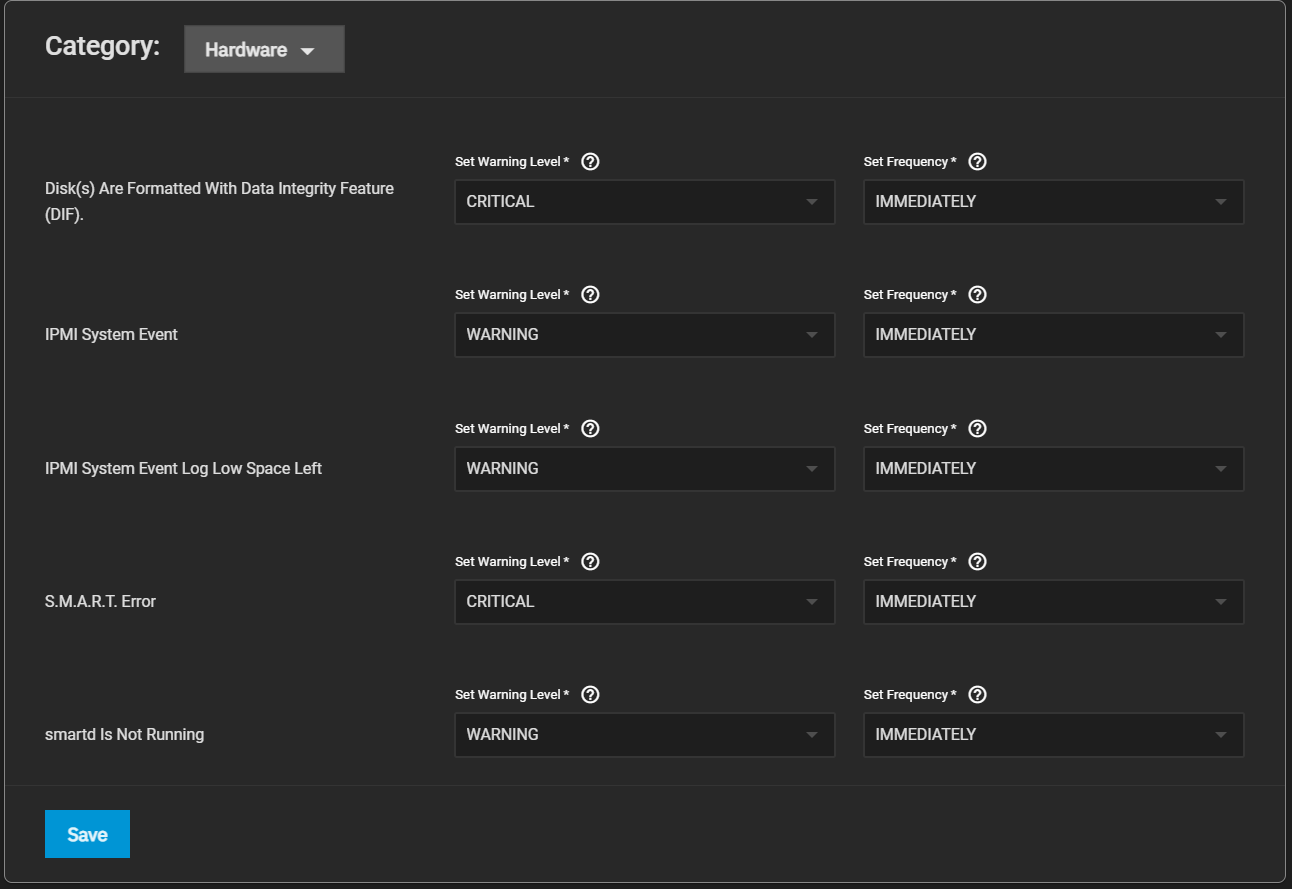 Category:
Hardware
Set Warning Level *
Set Frequency *
Disk(s) Are Formatted With Data Integrity Feature
(DIF).
CRITICAL
IMMEDIATELY
Set Warning Level *
Set Frequency *
IPMI System Event
WARNING
IMMEDIATELY
Set Warning Level *
Set Frequency *
IPMI System Event Log Low Space Left
WARNING
IMMEDIATELY
Set Warning Level *
Set Frequency *
S.M.A.R.T. Error
CRITICAL
IMMEDIATELY
Set Warning Level *
Set Frequency *
smartd Is Not Running
WARNING
IMMEDIATELY
Save